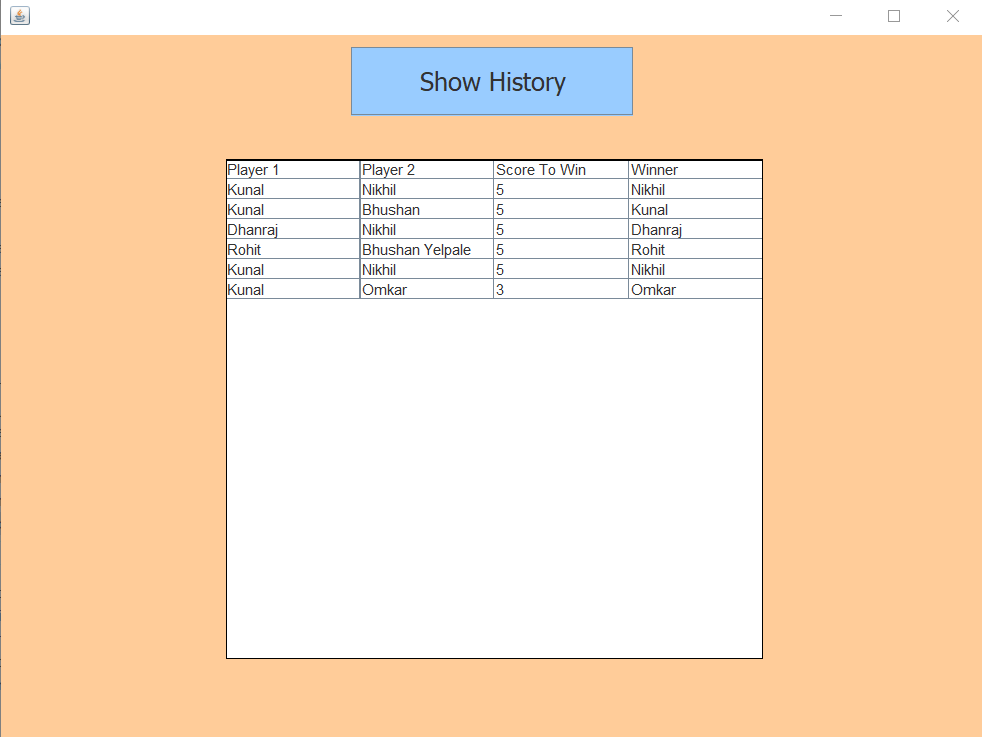 Show History
Player 1 Player 2 Score To Win Winner
Kunal Nikhil 5 Nikhil
Kunal Bhushan 5 Kunal
Dhanraj Nikhil 5 Dhanraj
Rohit Bhushan Yelpale 5 Rohit
Kunal Nikhil 5 Nikhil
Kunal Omkar 3 Omkar